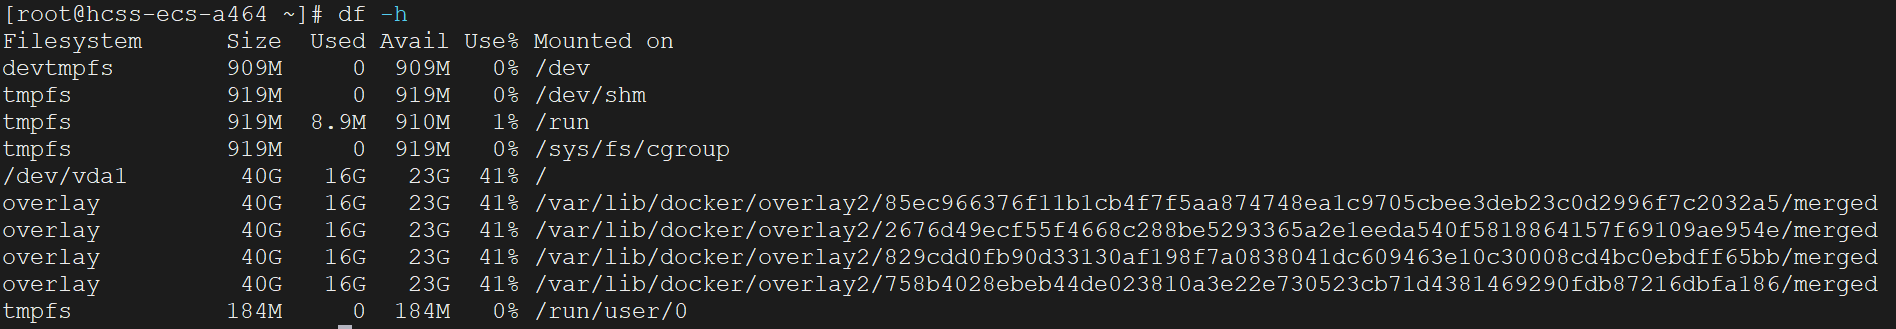 [root@hcss-ecs-a464 ~]# df -h
Filesystem      Size  Used Avail Use% Mounted on
devtmpfs        909M     0  909M   0% /dev
tmpfs           919M     0  919M   0% /dev/shm
tmpfs           919M  8.9M  910M   1% /run
tmpfs           919M     0  919M   0% /sys/fs/cgroup
/dev/vda1        40G   16G   23G  41% /
overlay          40G   16G   23G  41% /var/lib/docker/overlay2/85ec966376f11b1cb4f7f5aa874748ea1c9705cbee3deb23c0d2996f7c2032a5/merged
overlay          40G   16G   23G  41% /var/lib/docker/overlay2/2676d49ecf55f4668c288be5293365a2e1eeda540f5818864157f69109ae954e/merged
overlay          40G   16G   23G  41% /var/lib/docker/overlay2/829cdd0fb90d33130af198f7a0838041dc609463e10c30008cd4bc0ebdff65bb/merged
overlay          40G   16G   23G  41% /var/lib/docker/overlay2/758b4028ebeb44de023810a3e22e730523cb71d4381469290fdb87216dbfa186/merged
tmpfs           184M     0  184M   0% /run/user/0